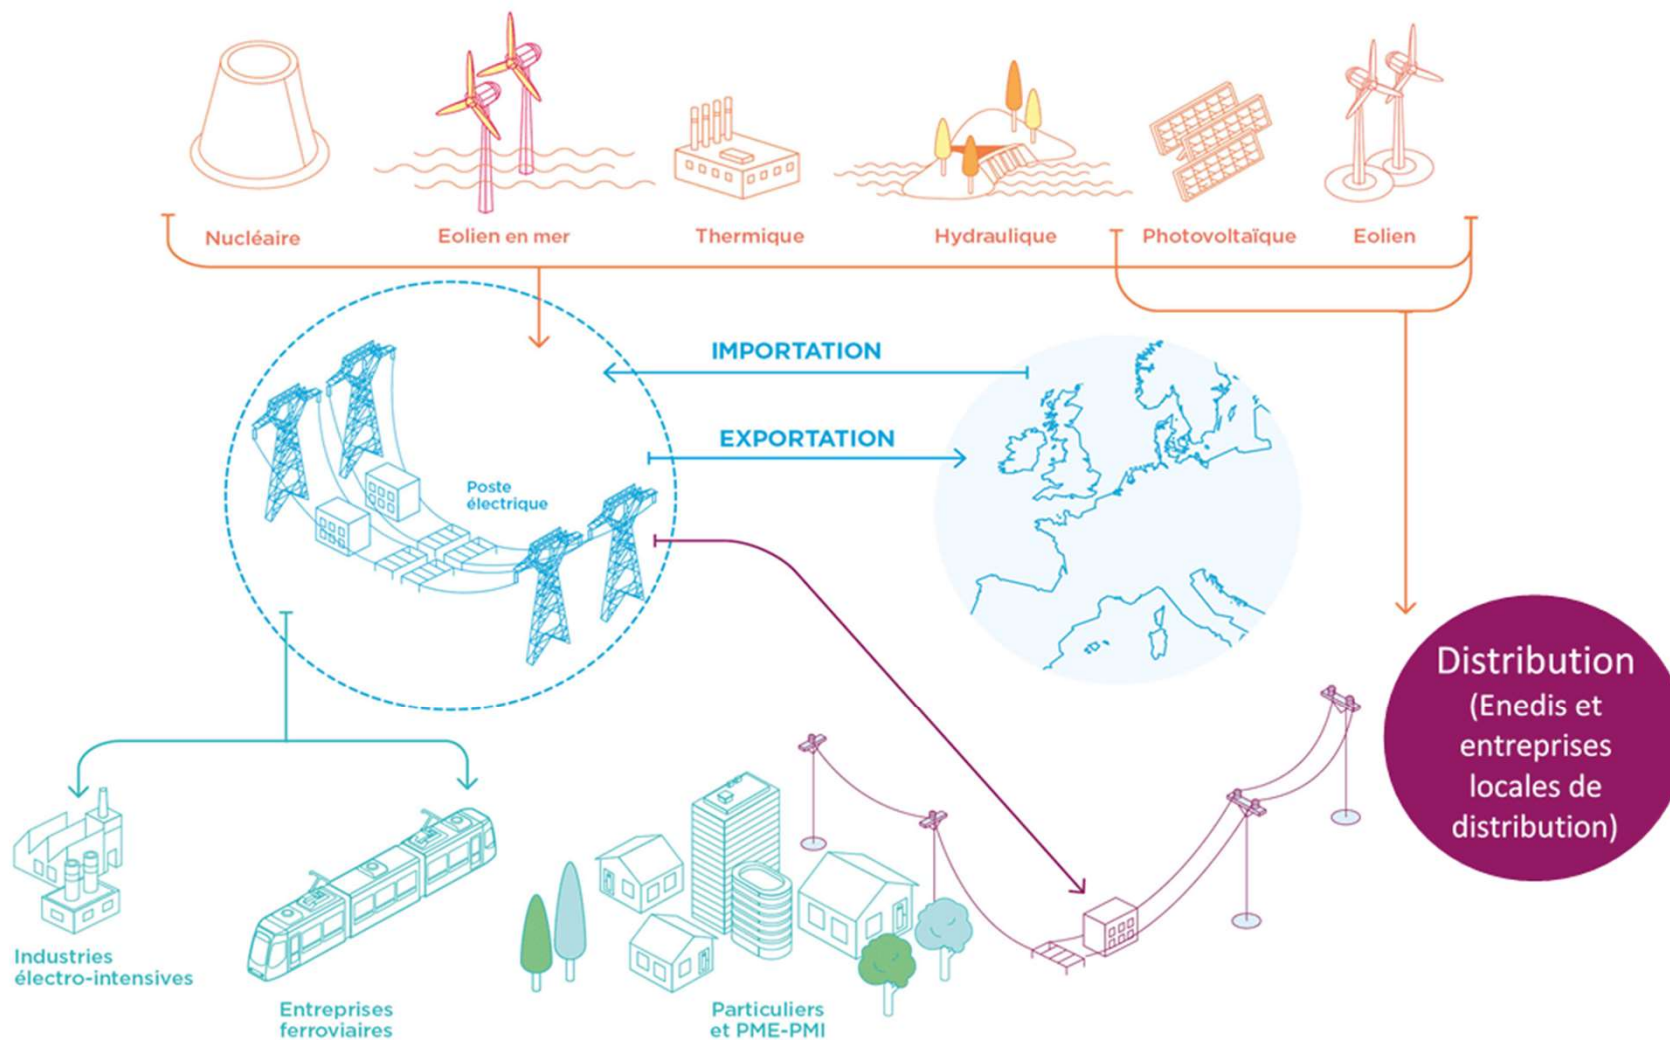 Nucléaire
Eolien en mer
Thermique
Hydraulique
Photovoltaïque
Eolien
IMPORTATION
EXPORTATION
Poste
électrique
Distribution
(Enedis et
entreprises
locales de
distribution)
Industries
électro-intensives
Entreprises
ferroviaires
Particuliers
et PME-PMI